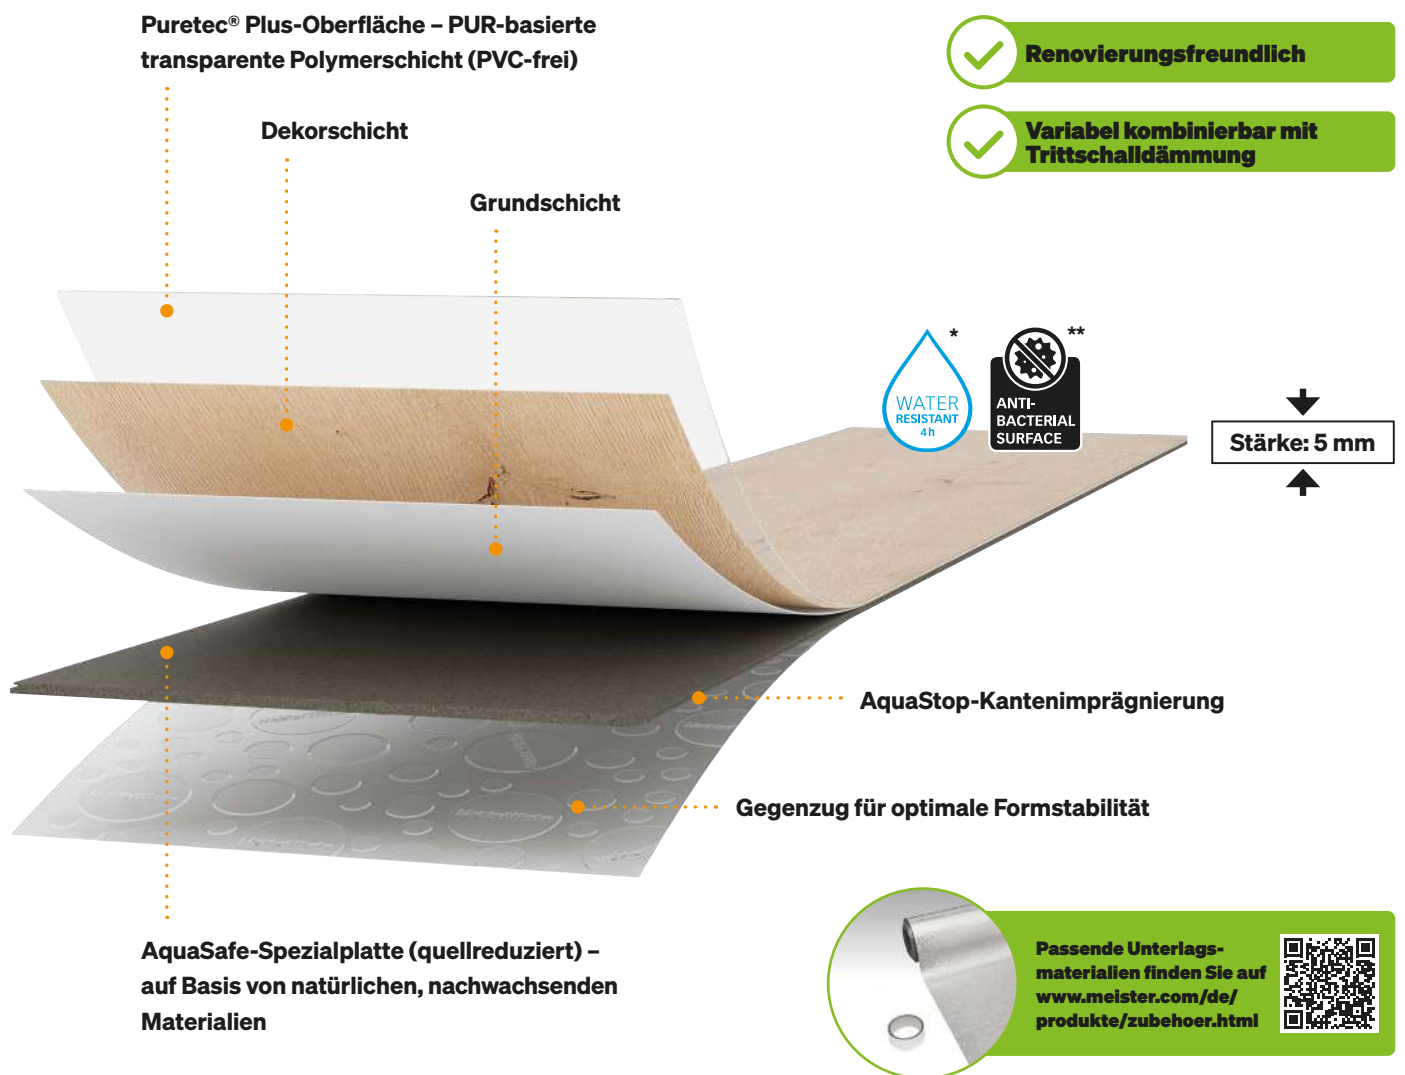 Puretec® Plus-Oberfläche – PUR-basierte
transparente Polymerschicht (PVC-frei)
Dekorschicht
Grundschicht
Renovierungsfreundlich
Variabel kombinierbar mit
Trittschalldämmung
*
WATER
RESISTANT
4 h
**
ANTI-
BACTERIAL
SURFACE
Stärke: 5 mm
AquaStop-Kantenimprägnierung
Gegenzug für optimale Formstabilität
AquaSafe-Spezialplatte (quellreduziert) –
auf Basis von natürlichen, nachwachsenden
Materialien
Passende Unterlags-
materialien finden Sie auf
www.meister.com/de/
produkte/zubehoer.html